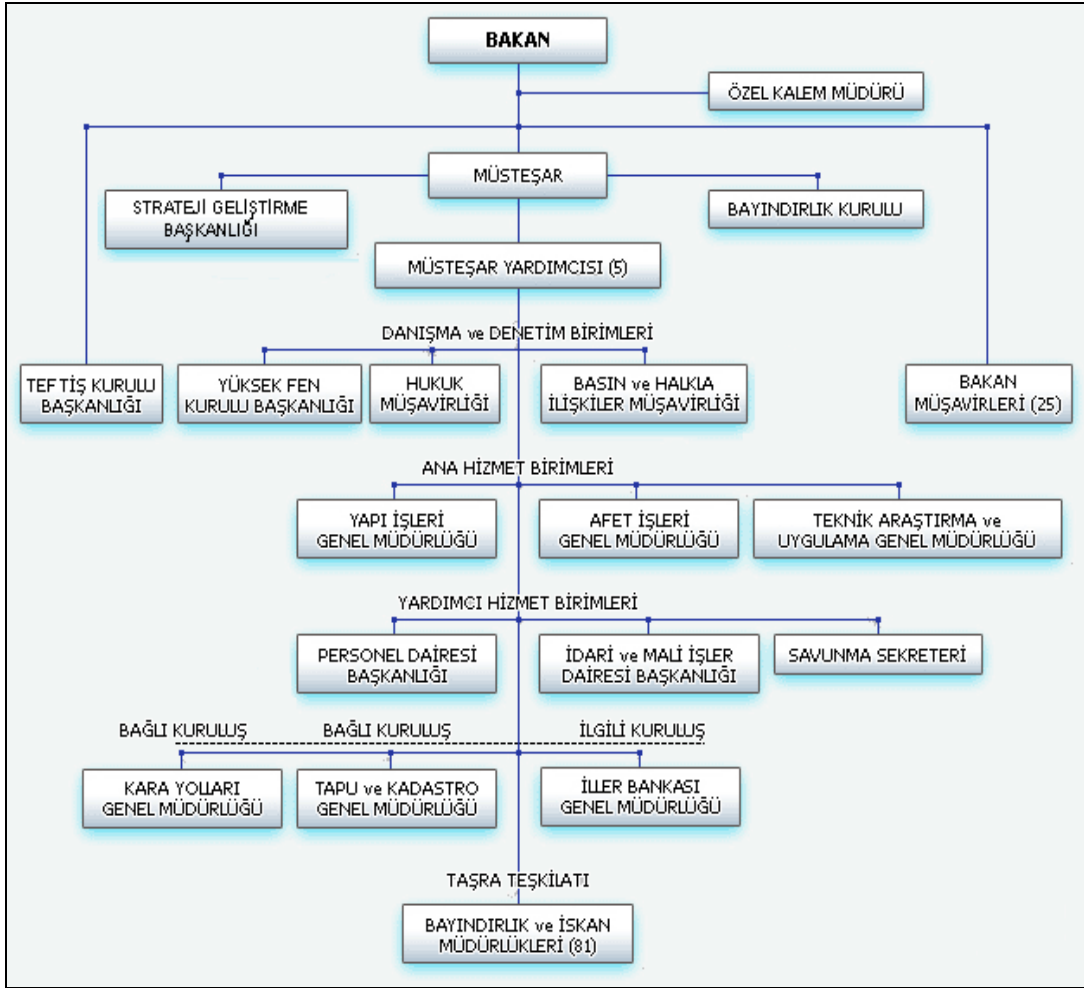 BAKAN
ÖZEL KALEM MÜDÜRÜ
MÜSTEŞAR
STRATEJİ GELİŞTİRME
BAŞKANLIĞI
BAYINDIRLIK KURULU
MÜSTEŞAR YARDIMCISI (5)
DANIŞMA ve DENETİM BİRİMLERİ
TEFTİŞ KURULU
BAŞKANLIĞI
YÜKSEK FEN
KURULU BAŞKANLIĞI
HUKUK
MÜŞAVİRLİĞİ
BASIN ve HALKLA
İLİŞKİLER MÜŞAVİRLİĞİ
BAKAN
MÜŞAVİRLERİ (25)
ANA HİZMET BİRİMLERİ
YAPI İŞLERİ
GENEL MÜDÜRLÜĞÜ
AFET İŞLERİ
GENEL MÜDÜRLÜĞÜ
TEKNİK ARAŞTIRMA ve
UYGULAMA GENEL MÜDÜRLÜĞÜ
YARDIMCI HİZMET BİRİMLERİ
PERSONEL DAİRESİ
BAŞKANLIĞI
İDARİ ve MALİ İŞLER
DAİRESİ BAŞKANLIĞI
SAVUNMA SEKRETERİ
BAĞLI KURULUŞ
BAĞLI KURULUŞ
İLGİLİ KURULUŞ
KARA YOLLARI
GENEL MÜDÜRLÜĞÜ
TAPU ve KADASTRO
GENEL MÜDÜRLÜĞÜ
İLLER BANKASI
GENEL MÜDÜRLÜĞÜ
TAŞRA TEŞKİLATI
BAYINDIRLIK ve İSKAN
MÜDÜRLÜKLERİ (81)